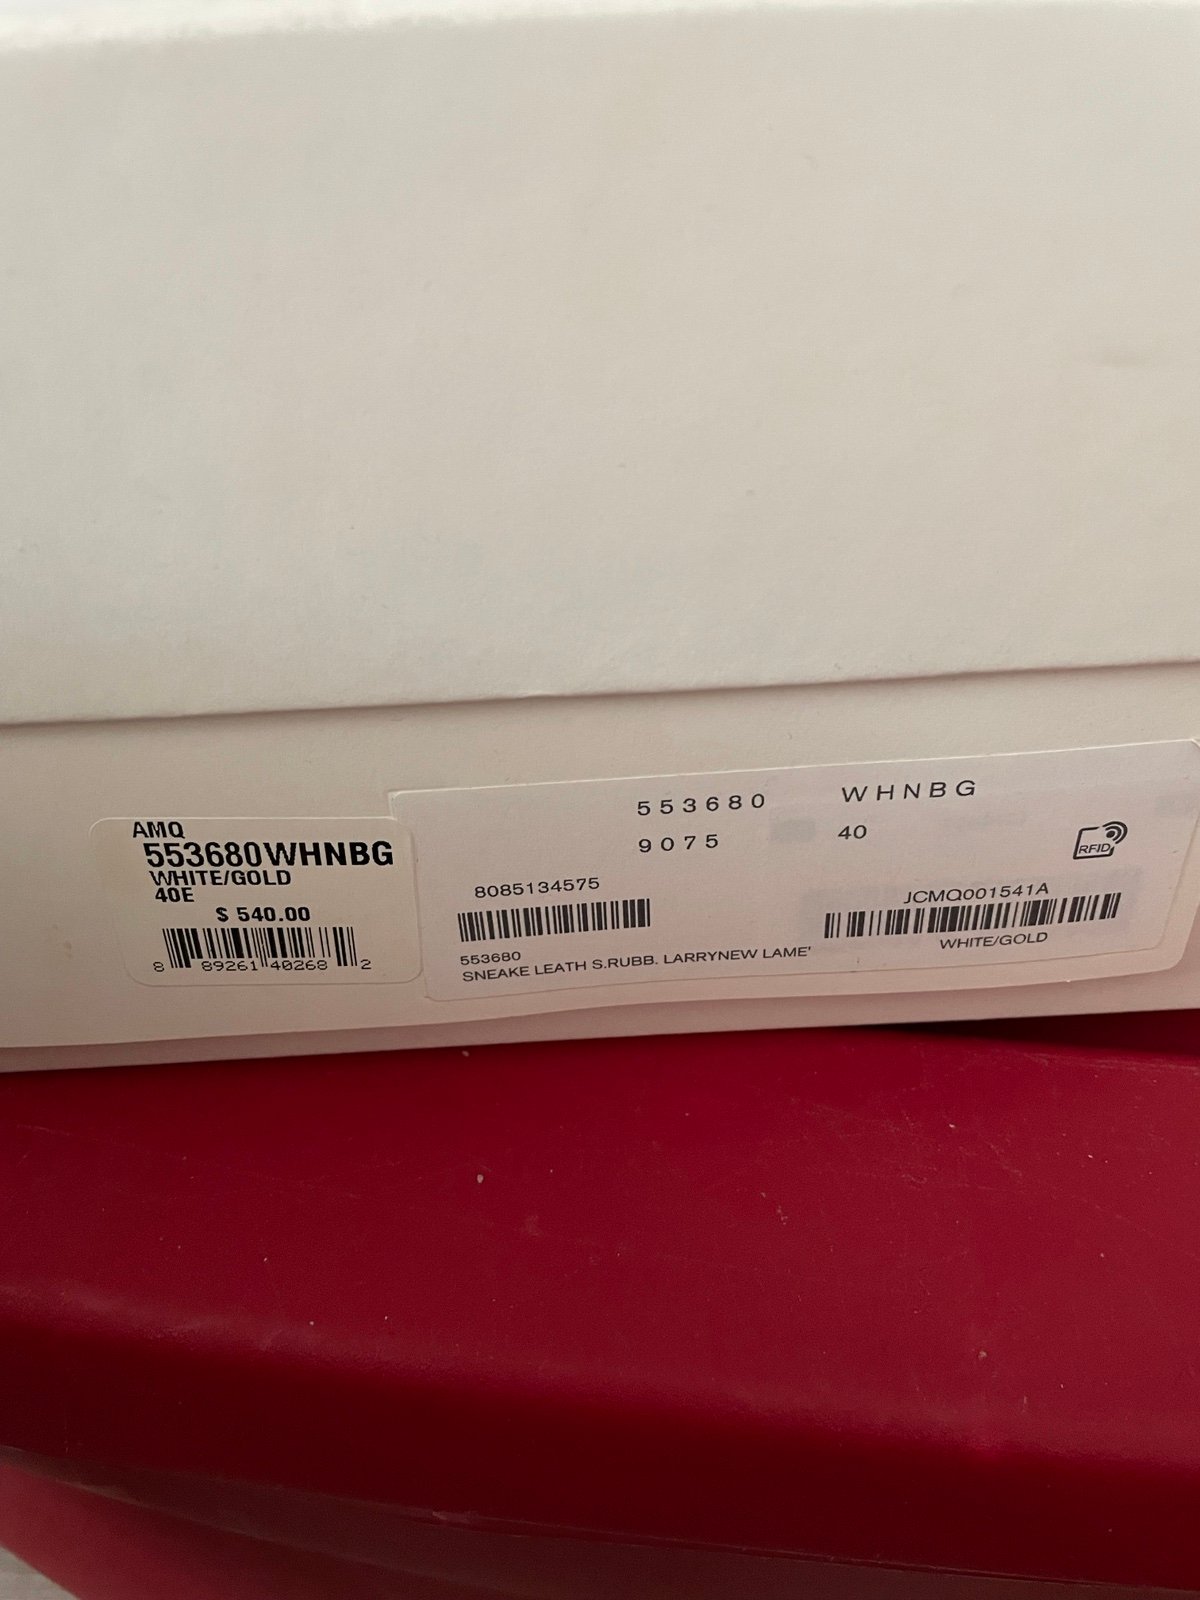 AMQ
553680WHNBG
WHITE/GOLD
40E
$ 540.00
8 89261 40268 2
553680 WHNBG
9075 40
RFID
8085134575
JCMQ001541A
553680
SNEAKE LEATH S.RUBB. LARRYNEW LAME'
WHITE/GOLD